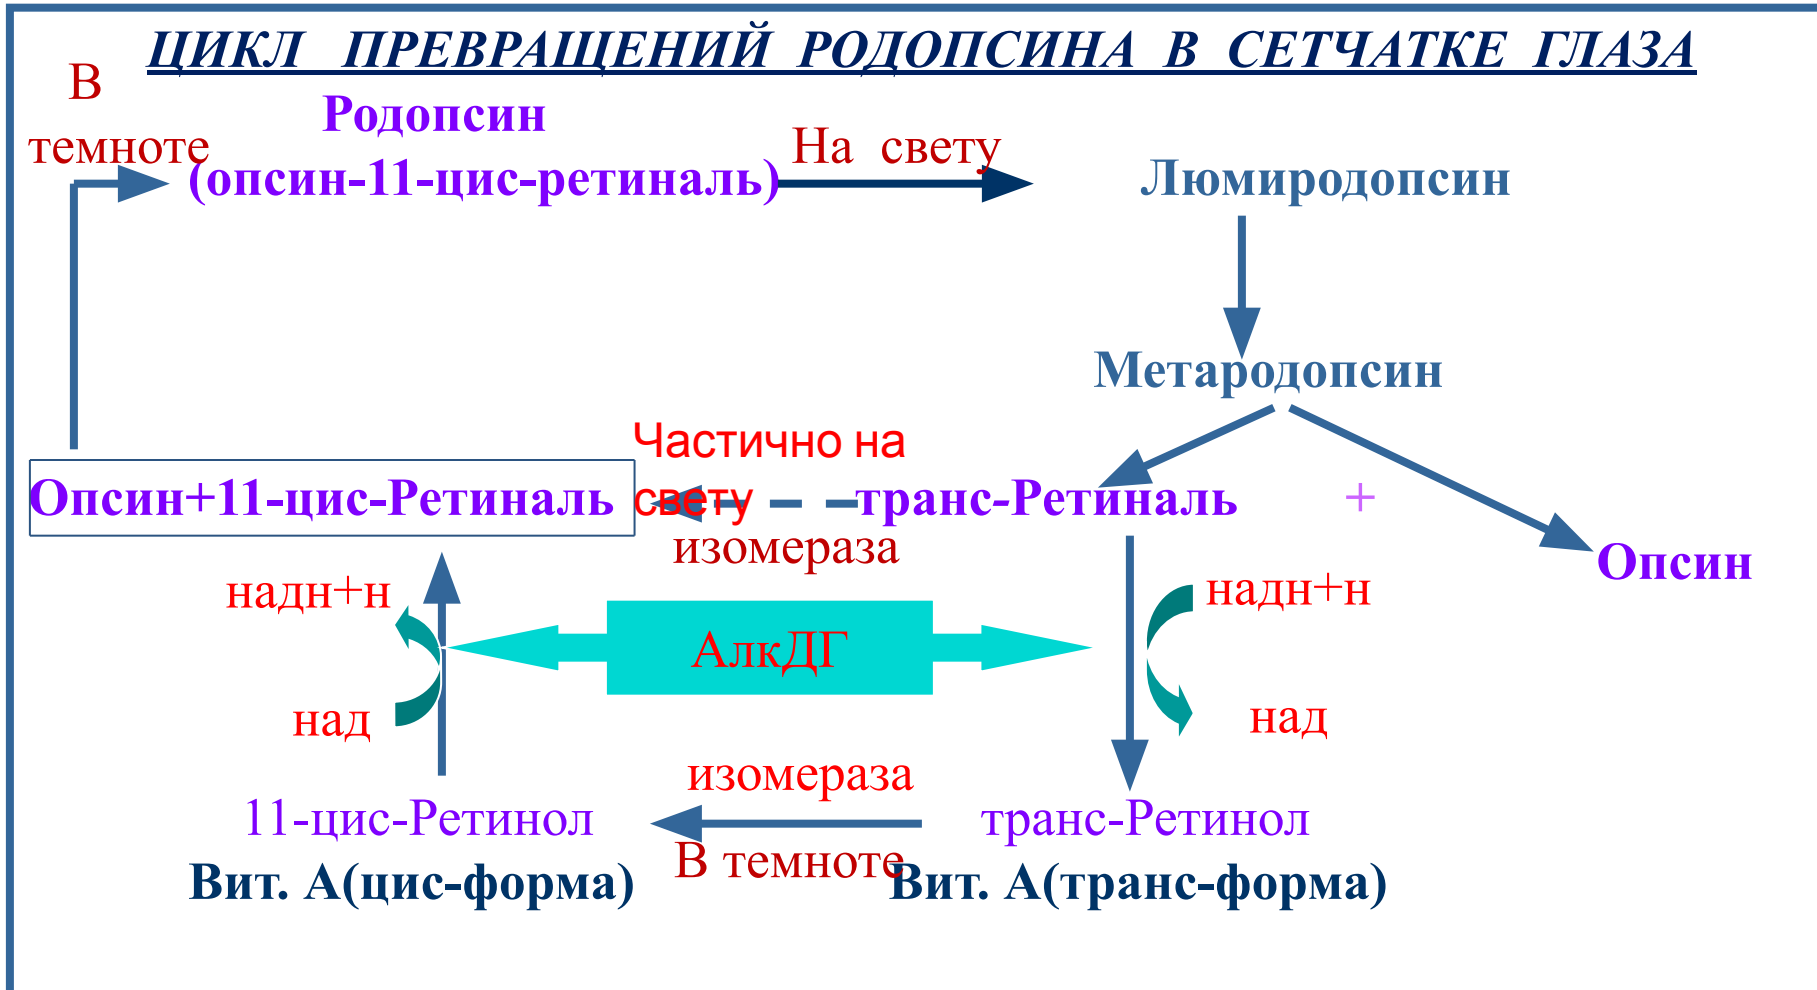 ЦИКЛ ПРЕВРАЩЕНИЙ РОДОПСИНА В СЕТЧАТКЕ ГЛАЗА
В
темноте
Родопсин
(опсин-11-цис-ретиналь)
На свету
Люмиродопсин
Метародопсин
Частично на
свету
Опсин+11-цис-Ретиналь
транс-Ретиналь
+
изомераза
Опсин
надн+н
надн+н
АлкДГ
над
над
изомераза
11-цис-Ретинол
транс-Ретинол
В темноте
Вит. А(цис-форма)
Вит. А(транс-форма)